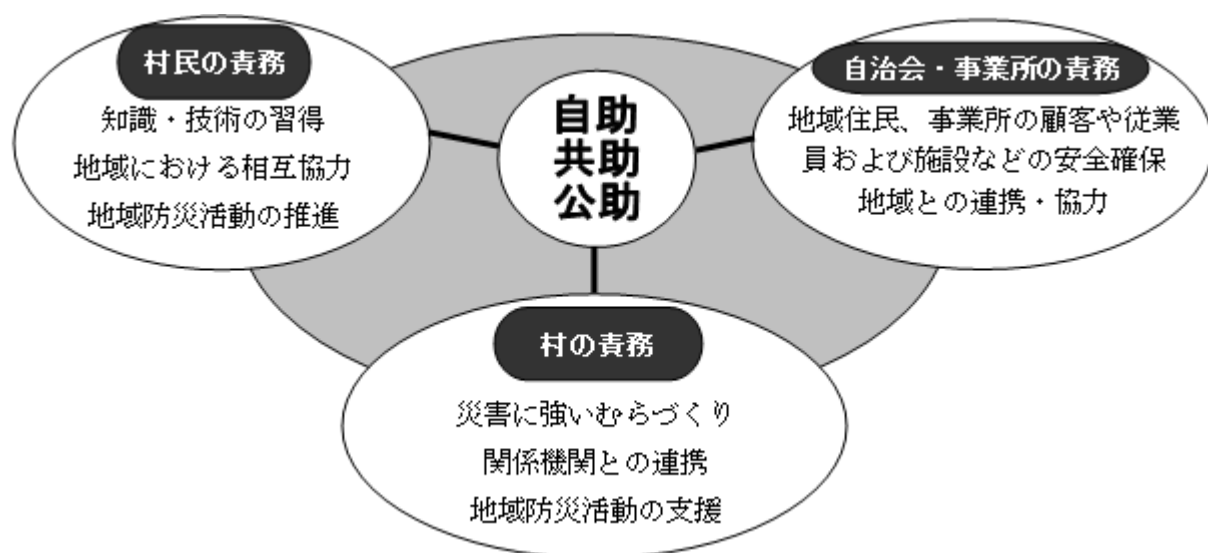 村民の責務
知識・技術の習得
地域における相互協力
地域防災活動の推進
自助
共助
公助
自治会・事業所の責務
地域住民、事業所の顧客や従業
員および施設などの安全確保
地域との連携・協力
村の責務
災害に強いむらづくり
関係機関との連携
地域防災活動の支援